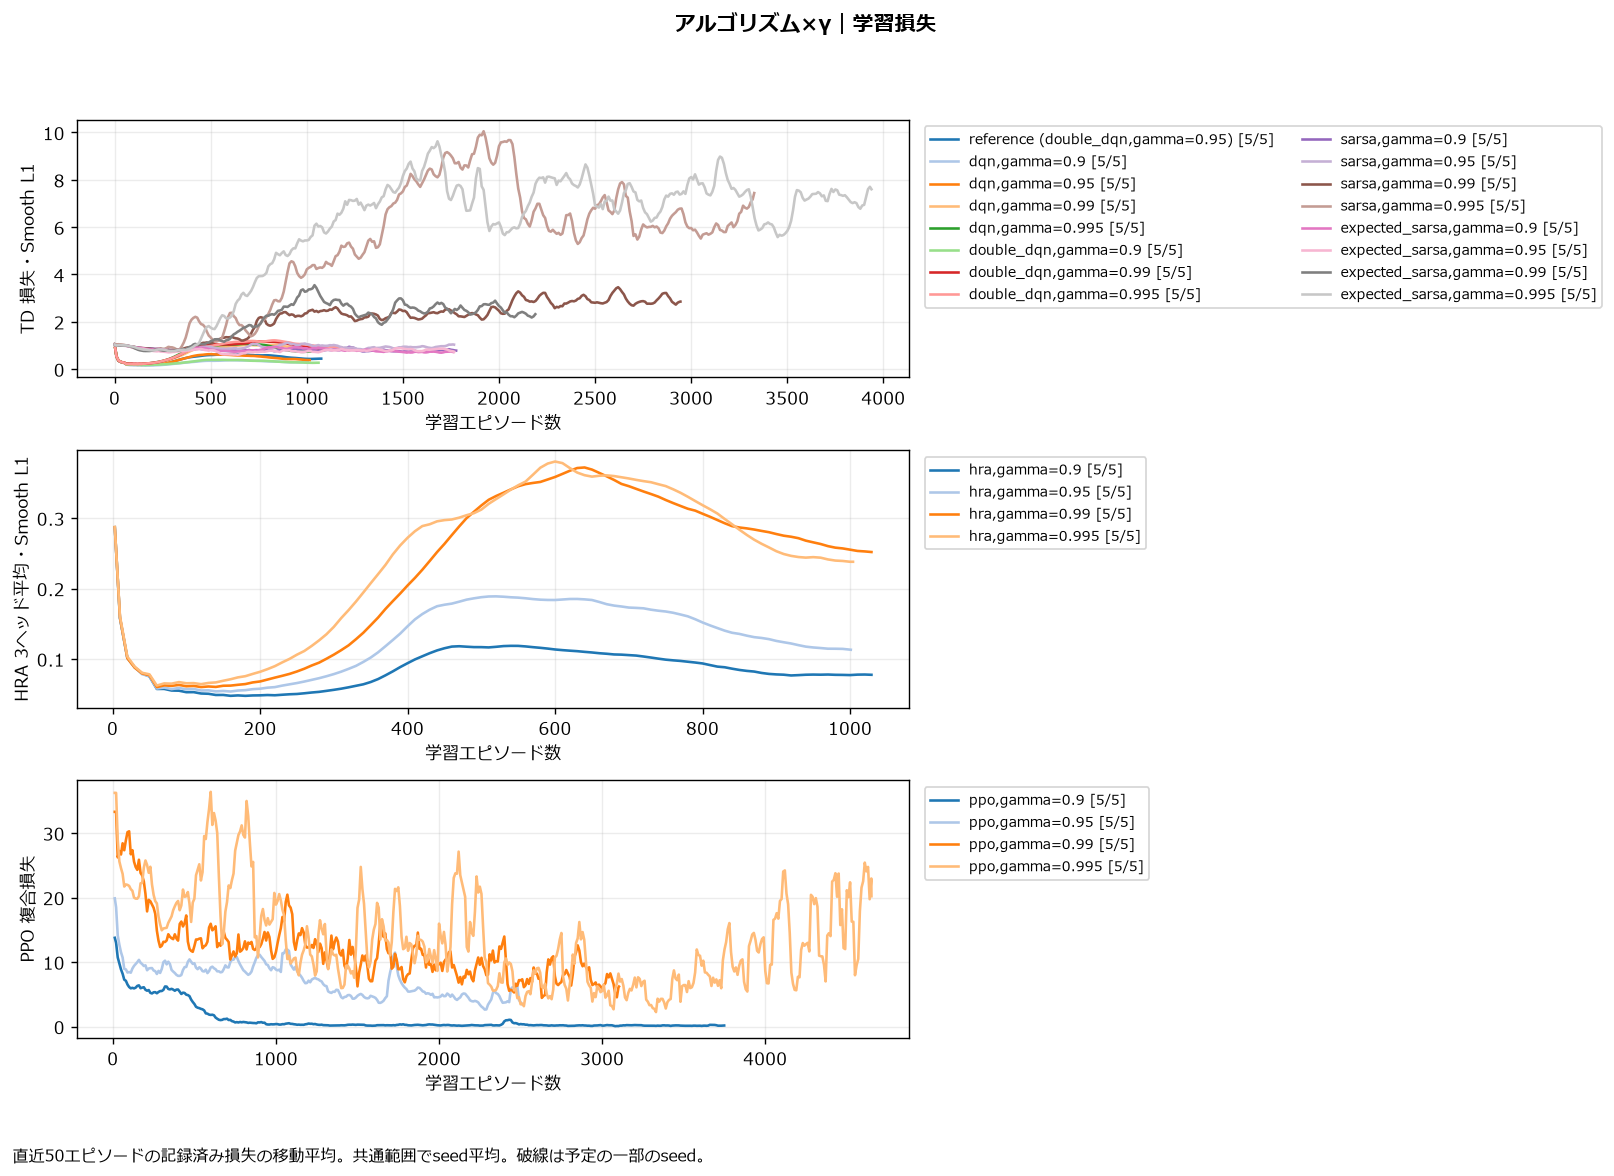 アルゴリズム×γ｜学習損失
TD 損失・Smooth L1
10
8
6
4
2
0
0 500 1000 1500 2000 2500 3000 3500 4000
学習エピソード数
reference (double_dqn,gamma=0.95) [5/5]
dqn,gamma=0.9 [5/5]
dqn,gamma=0.95 [5/5]
dqn,gamma=0.99 [5/5]
dqn,gamma=0.995 [5/5]
double_dqn,gamma=0.9 [5/5]
double_dqn,gamma=0.99 [5/5]
double_dqn,gamma=0.995 [5/5]
sarsa,gamma=0.9 [5/5]
sarsa,gamma=0.95 [5/5]
sarsa,gamma=0.99 [5/5]
sarsa,gamma=0.995 [5/5]
expected_sarsa,gamma=0.9 [5/5]
expected_sarsa,gamma=0.95 [5/5]
expected_sarsa,gamma=0.99 [5/5]
expected_sarsa,gamma=0.995 [5/5]
HRA 3ヘッド平均・Smooth L1
0.3
0.2
0.1
0 200 400 600 800 1000
学習エピソード数
hra,gamma=0.9 [5/5]
hra,gamma=0.95 [5/5]
hra,gamma=0.99 [5/5]
hra,gamma=0.995 [5/5]
PPO 複合損失
30
20
10
0
0 1000 2000 3000 4000
学習エピソード数
ppo,gamma=0.9 [5/5]
ppo,gamma=0.95 [5/5]
ppo,gamma=0.99 [5/5]
ppo,gamma=0.995 [5/5]
直近50エピソードの記録済み損失の移動平均。共通範囲でseed平均。破線は予定の一部のseed。